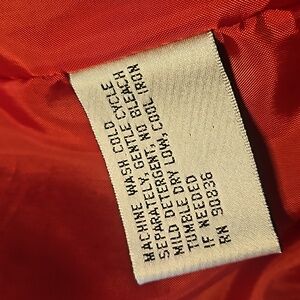 MACHINE WASH COLD
SEPARATELY, GENTLE CYCLE,
MILD DETERGENT, NO BLEACH
TUMBLE DRY LOW, COOL IRON
IF NEEDED
RN 90836